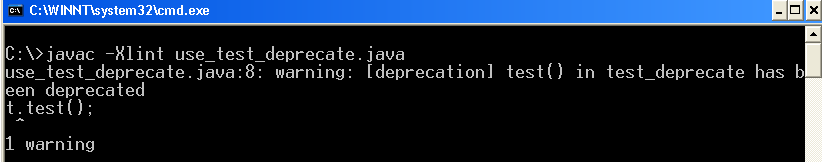 C:\WINNT\system32\cmd.exe
C:\>javac -Xlint use_test_deprecate.java
use_test_deprecate.java:8: warning: [deprecation] test() in test_deprecate has b
een deprecated
t.test();
^
1 warning